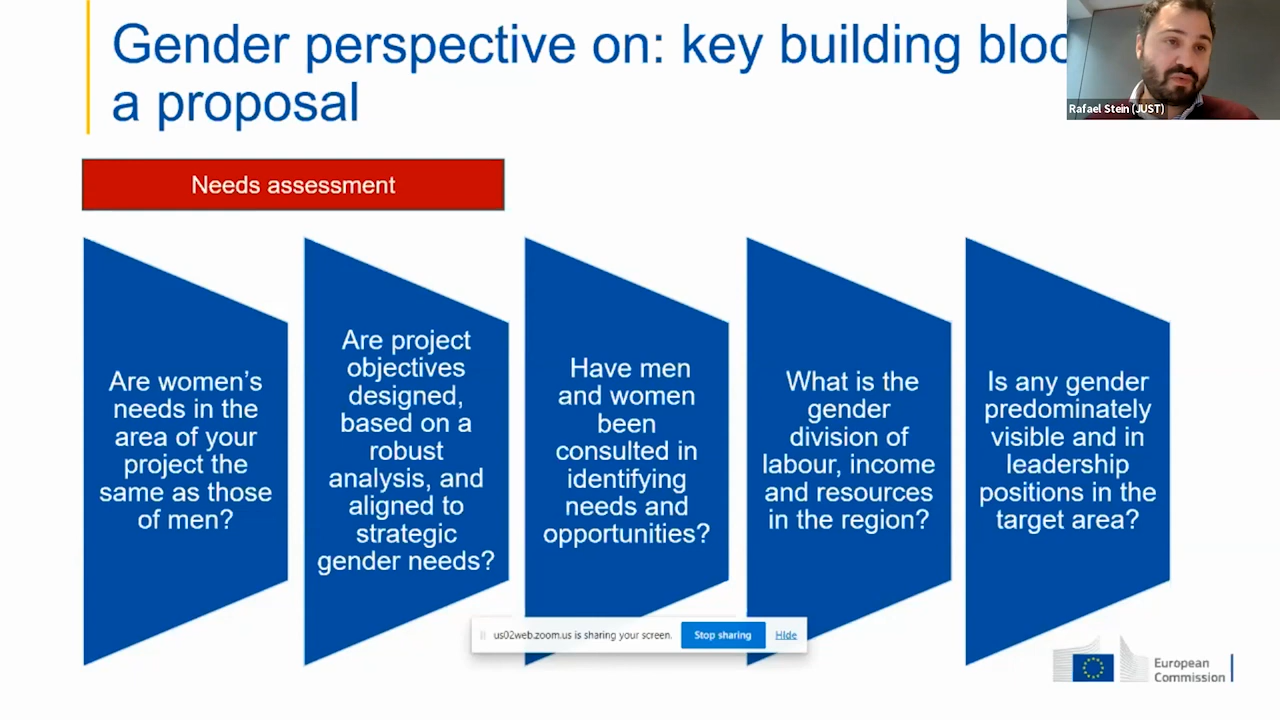 Gender perspective on: key building bloc
a proposal
Rafael Stein (JUST)
Needs assessment
Are women's
needs in the
area of your
project the
same as those
of men?
Are project
objectives
designed,
based on a
robust
analysis, and
aligned to
strategic
gender needs?
Have men
and women
been
consulted in
identifying
needs and
opportunities?
What is the
gender
division of
labour, income
and resources
in the region?
Is any gender
predominately
visible and in
leadership
positions in the
target area?
us02web.zoom.us is sharing your screen.
Stop sharing
Hide
European
Commission